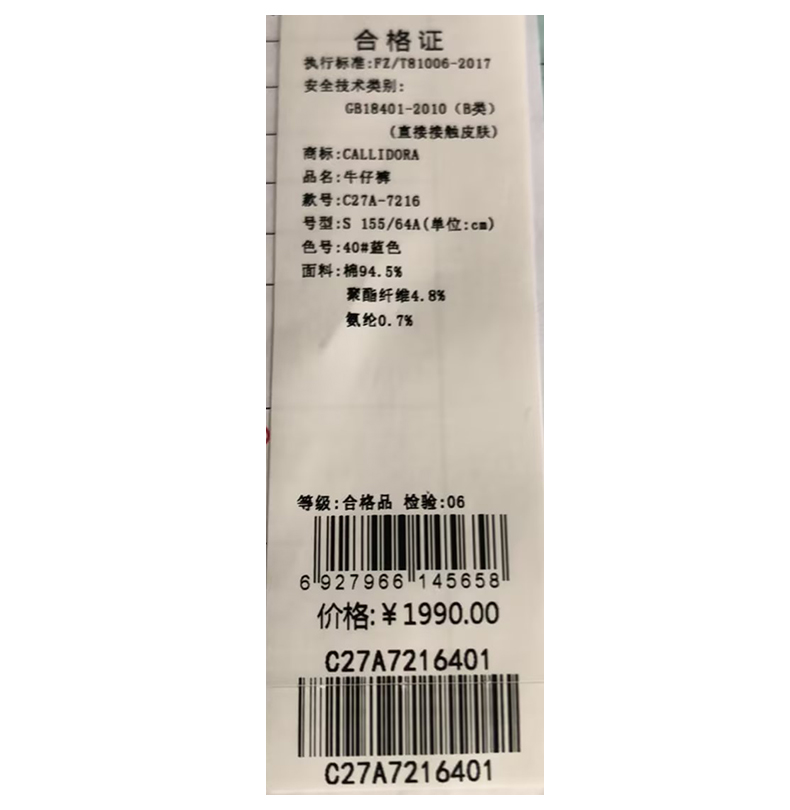 合格证
执行标准:FZ/T81006-2017
安全技术类别:
GB18401-2010（B类）
(直接接触皮肤)
商标:CALLIDORA
品名:牛仔裤
款号:C27A-7216
号型:S 155/64A(单位:cm)
色号:40#蓝色
面料:棉94.5%
聚酯纤维4.8%
氨纶0.7%
等级:合格品 检验:06
6 927966 145658
价格:￥1990.00
C27A7216401
C27A7216401